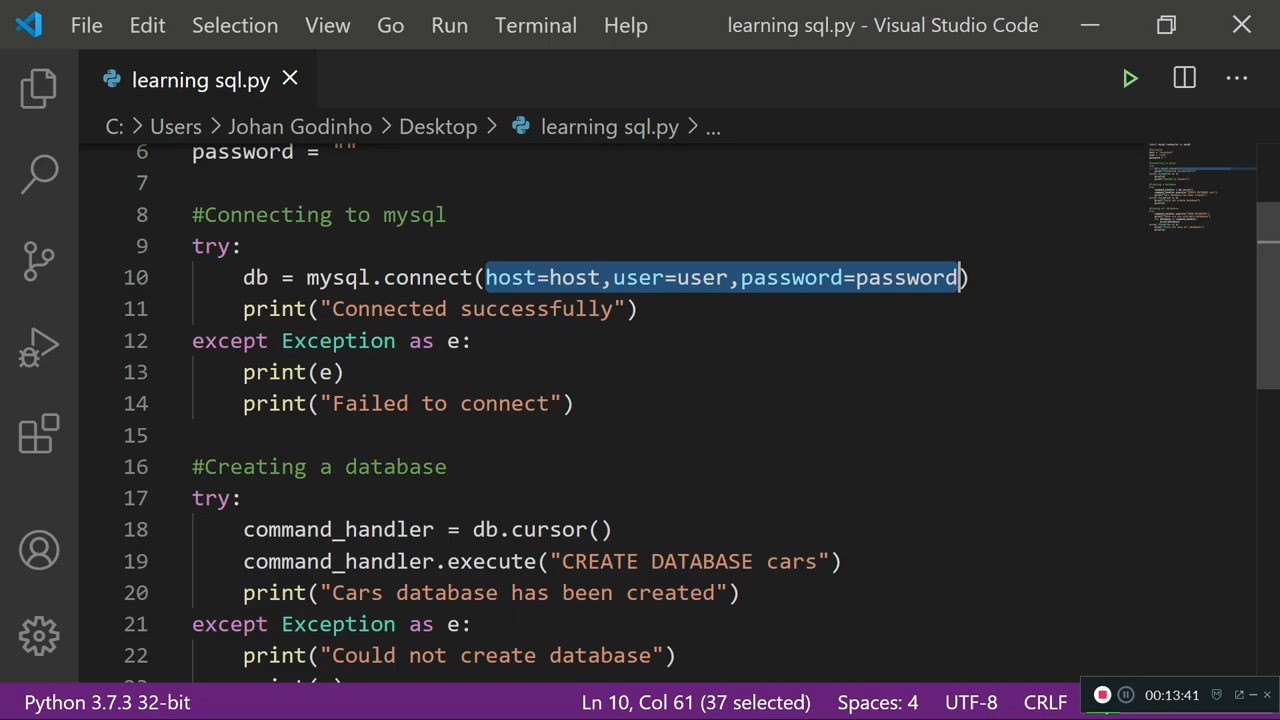 File Edit Selection View Go Run Terminal Help learning sql.py - Visual Studio Code
learning sql.py
C: > Users > Johan Godinho > Desktop > learning sql.py > ...
6 password = ""
7
8 #Connecting to mysql
9 try:
10 db = mysql.connect(host=host,user=user,password=password)
11 print("Connected successfully")
12 except Exception as e:
13 print(e)
14 print("Failed to connect")
15
16 #Creating a database
17 try:
18 command_handler = db.cursor()
19 command_handler.execute("CREATE DATABASE cars")
20 print("Cars database has been created")
21 except Exception as e:
22 print("Could not create database")
Python 3.7.3 32-bit Ln 10, Col 61 (37 selected) Spaces: 4 UTF-8 CRLF 00:13:41